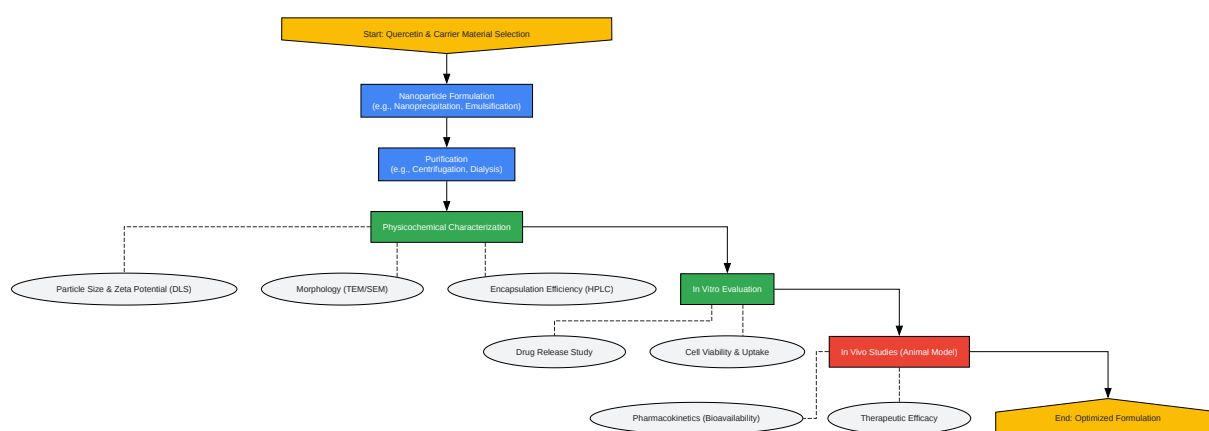 Start: Quercetin & Carrier Material Selection
Nanoparticle Formulation
(e.g., Nanoprecipitation, Emulsification)
Purification
(e.g., Centrifugation, Dialysis)
Physicochemical Characterization
Particle Size & Zeta Potential (DLS)
Morphology (TEM/SEM)
Encapsulation Efficiency (HPLC)
In Vitro Evaluation
Drug Release Study
Cell Viability & Uptake
In Vivo Studies (Animal Model)
Pharmacokinetics (Bioavailability)
Therapeutic Efficacy
End: Optimized Formulation